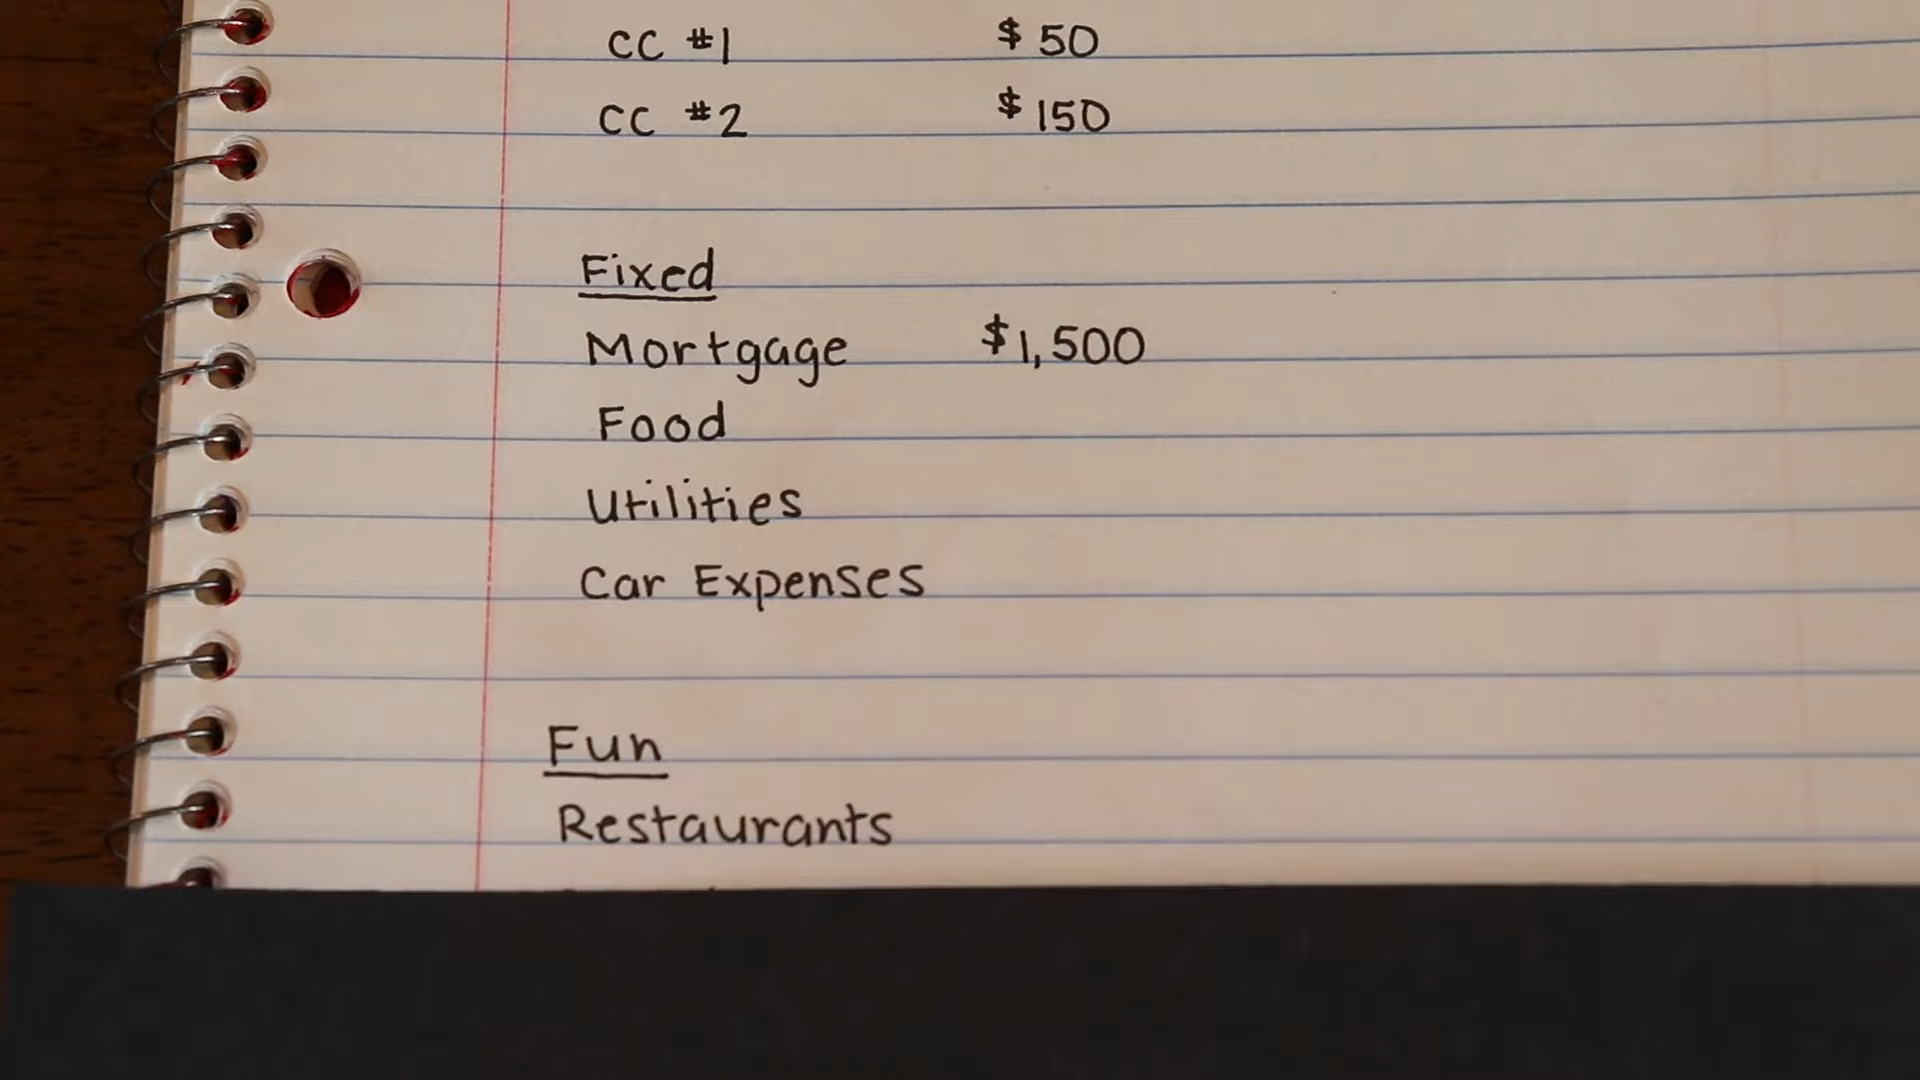 CC #1 $50
CC #2 $150
Fixed
Mortgage $1,500
Food
Utilities
Car Expenses
Fun
Restaurants